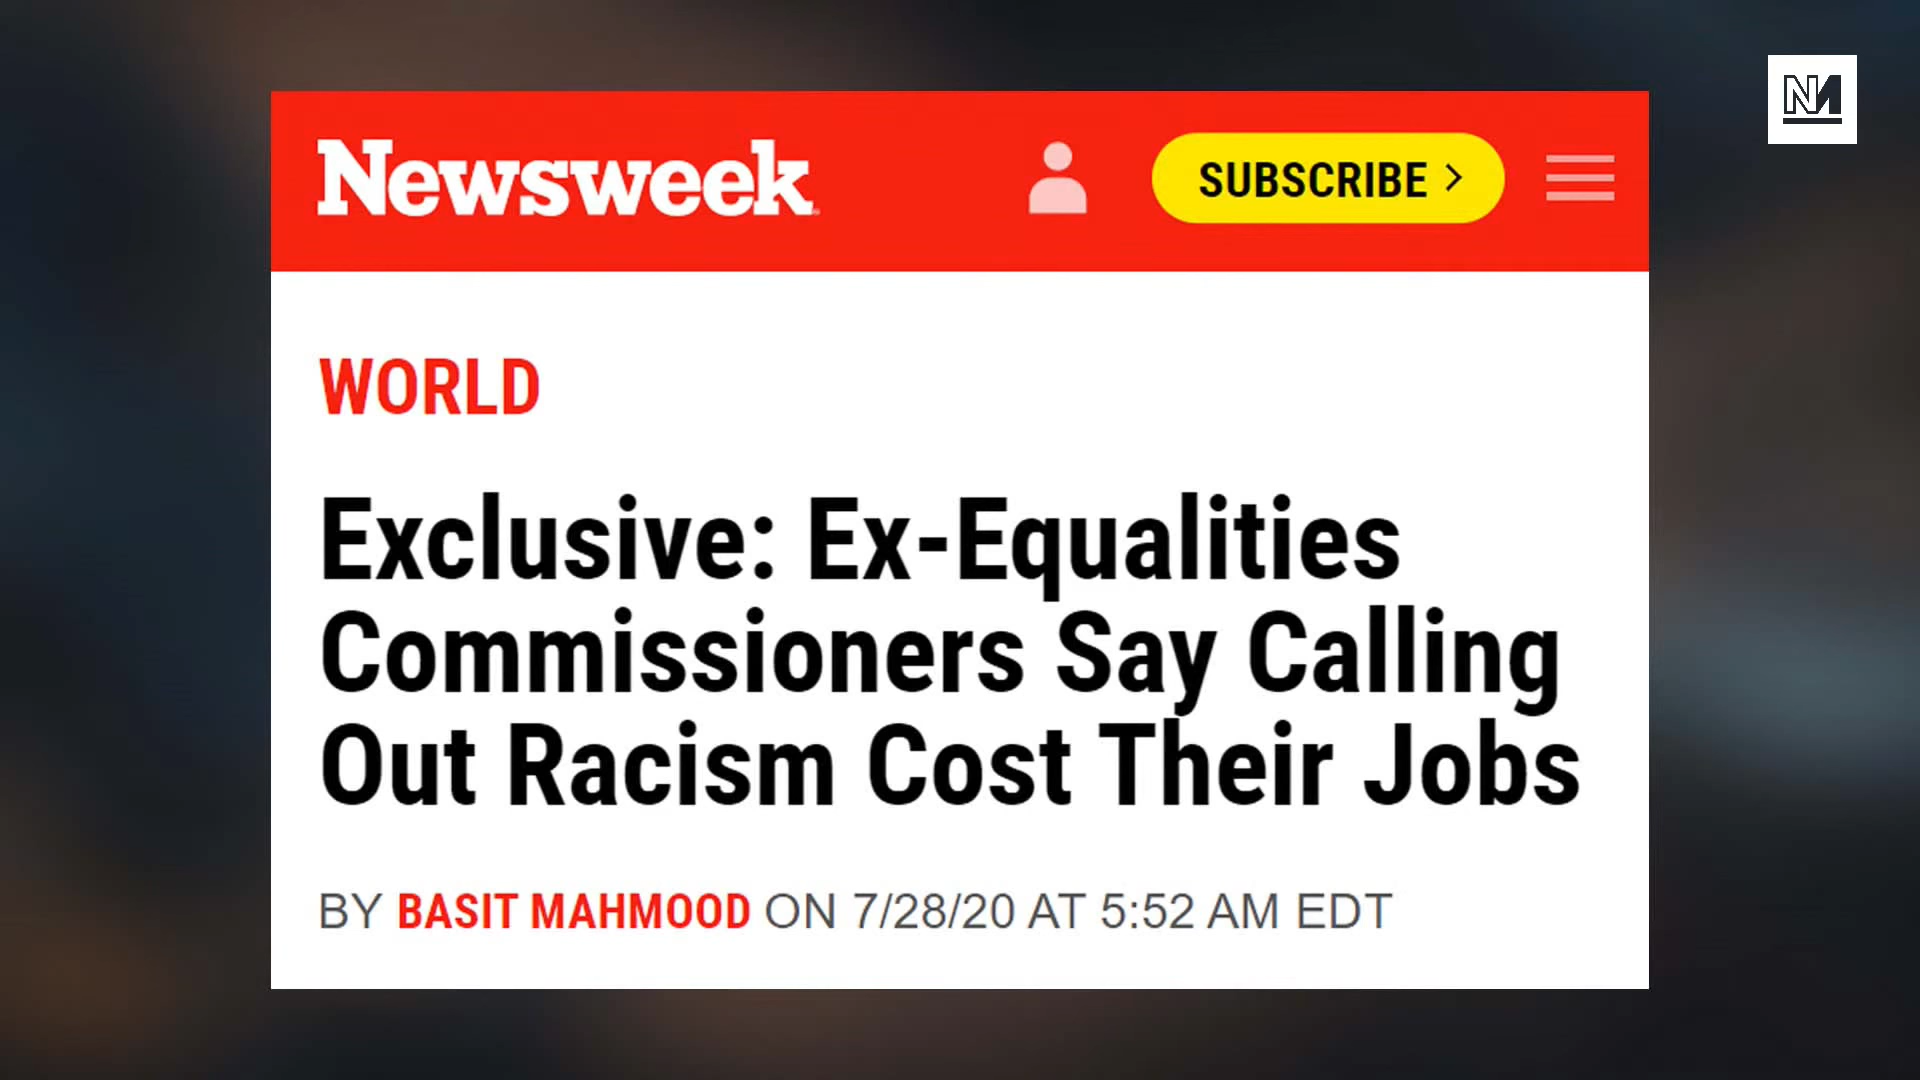 NM
Newsweek
SUBSCRIBE >
WORLD
Exclusive: Ex-Equalities
Commissioners Say Calling
Out Racism Cost Their Jobs
BY BASIT MAHMOOD ON 7/28/20 AT 5:52 AM EDT